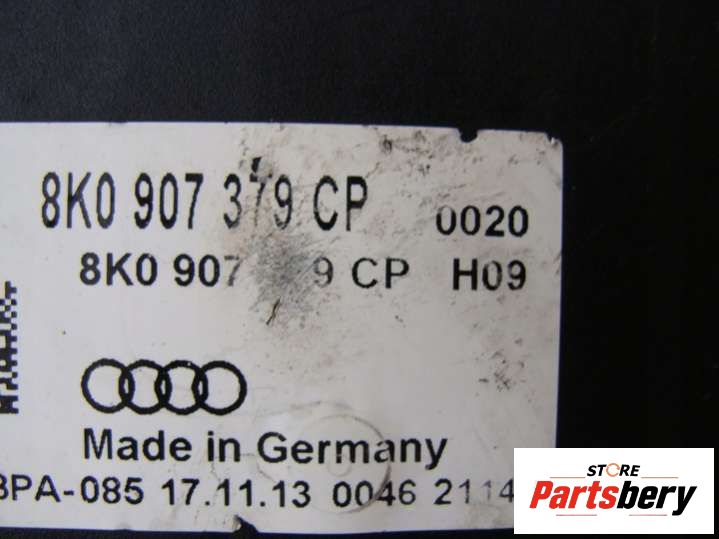 8K0 907 379 CP 0020
8K0 907 9 CP H09
Made in Germany
BPA-085 17.11.13 0046 2114
STORE
Partsbery